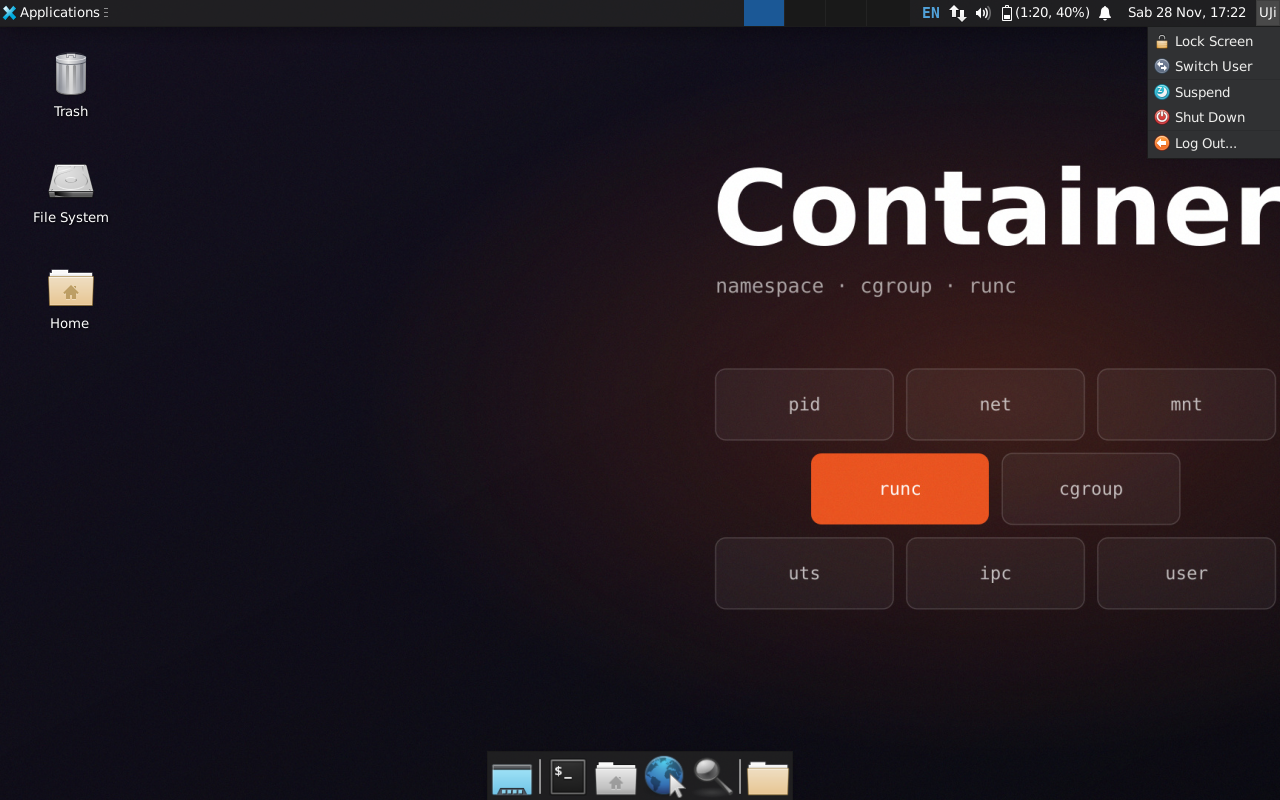 Applications
EN
(1:20, 40%)
Sab 28 Nov, 17:22
UJi
Lock Screen
Switch User
Suspend
Shut Down
Log Out...
Trash
File System
Home
Container
namespace · cgroup · runc
pid
net
mnt
runc
cgroup
uts
ipc
user
$_